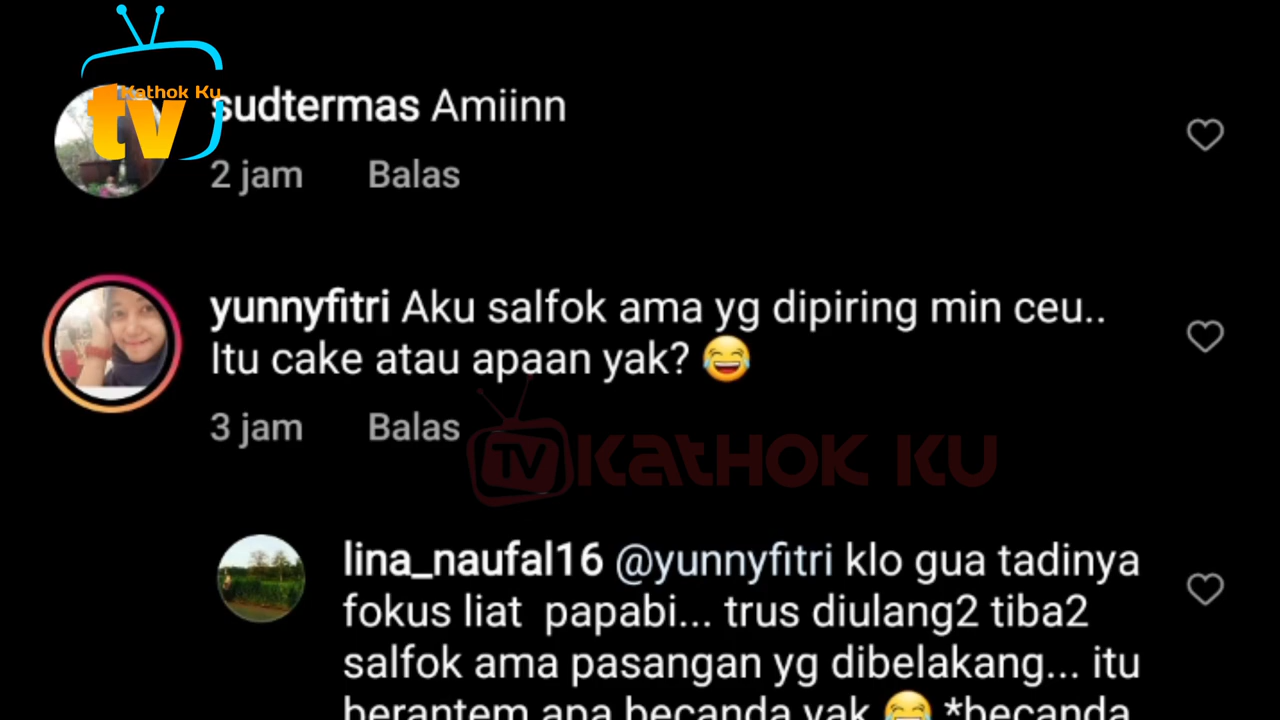 Kathok Ku
tv
sudtermas Amiinn
2 jam Balas
yunnyfitri Aku salfok ama yg dipiring min ceu..
Itu cake atau apaan yak? 😂
3 jam Balas
TV KATHOK KU
lina_naufal16 @yunnyfitri klo gua tadinya
fokus liat papabi... trus diulang2 tiba2
salfok ama pasangan yg dibelakang... itu
berantem apa becanda yak 😂 *becanda